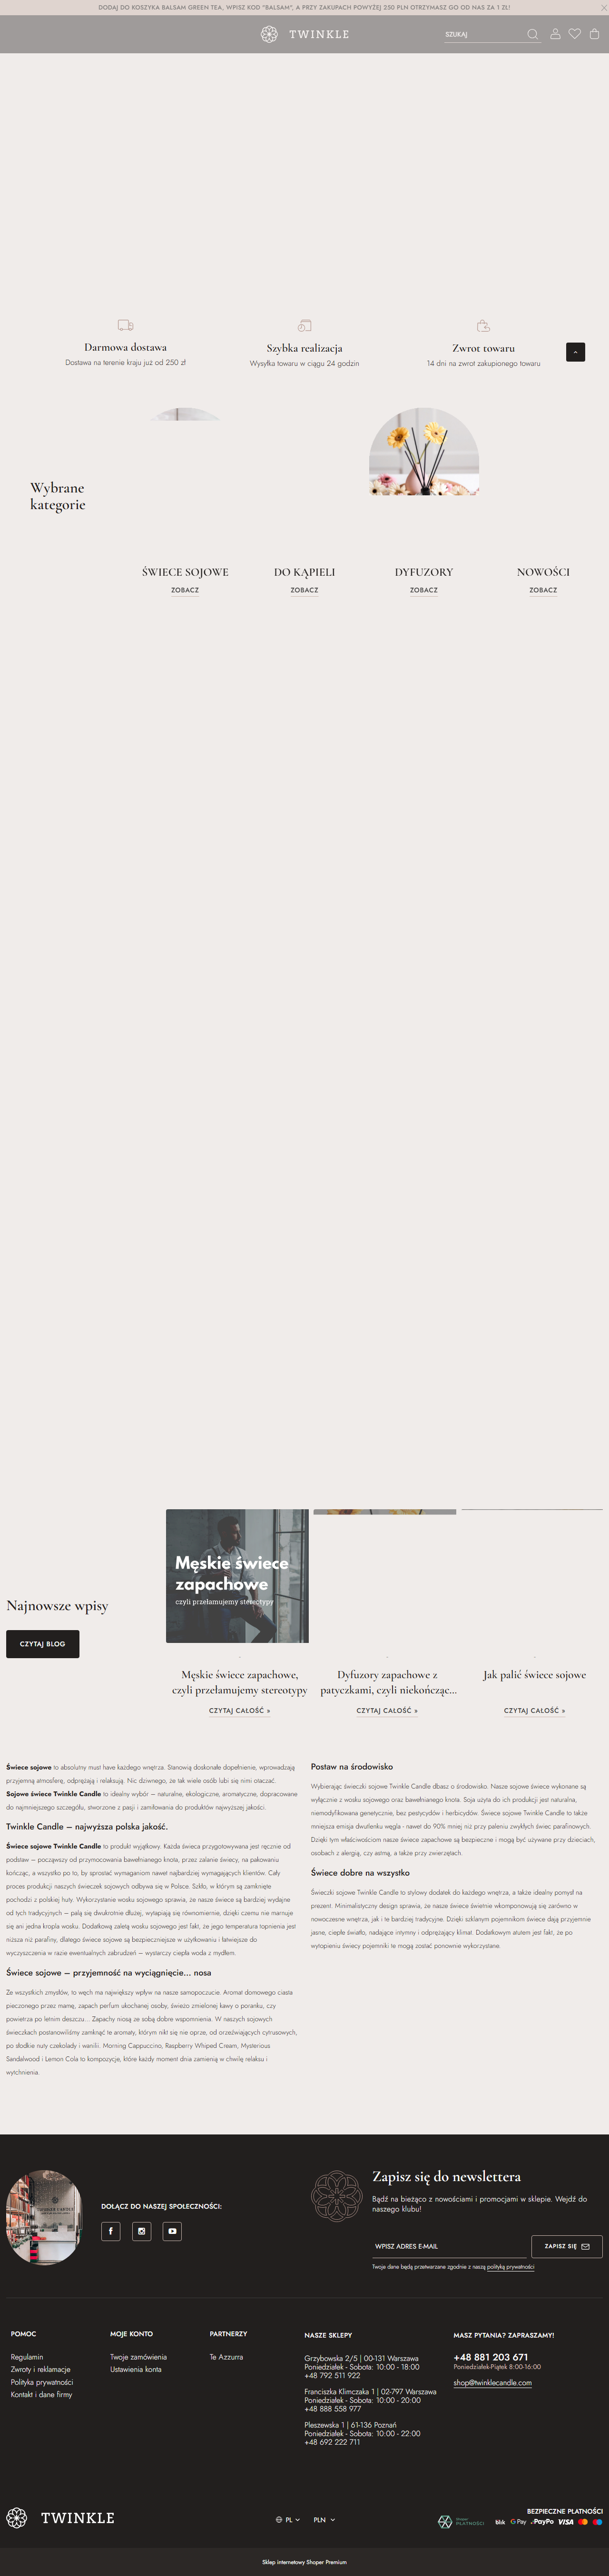 DODAJ DO KOSZYKA BALSAM GREEN TEA, WPISZ KOD "BALSAM", A PRZY ZAKUPACH POWYŻEJ 250 PLN OTRZYMASZ GO OD NAS ZA 1 ZŁ!
TWINKLE
SZUKAJ
Darmowa dostawa
Dostawa na terenie kraju już od 250 zł
Szybka realizacja
Wysyłka towaru w ciągu 24 godzin
Zwrot towaru
14 dni na zwrot zakupionego towaru
Wybrane
kategorie
ŚWIECE SOJOWE
ZOBACZ
DO KĄPIELI
ZOBACZ
DYFUZORY
ZOBACZ
NOWOŚCI
ZOBACZ
Najnowsze wpisy
CZYTAJ BLOG
Męskie świece
zapachowe
czyli przełamujemy stereotypy
Męskie świece zapachowe,
czyli przełamujemy stereotypy
CZYTAJ CAŁOŚĆ »
Dyfuzory zapachowe z
patyczkami, czyli niekończąc...
CZYTAJ CAŁOŚĆ »
Jak palić świece sojowe
CZYTAJ CAŁOŚĆ »
Świece sojowe to absolutny must have każdego wnętrza. Stanowią doskonałe dopełnienie, wprowadzają
przyjemną atmosferę, odprężają i relaksują. Nic dziwnego, że tak wiele osób lubi się nimi otaczać.
Sojowe świece Twinkle Candle to idealny wybór – naturalne, ekologiczne, aromatyczne, dopracowane
do najmniejszego szczegółu, stworzone z pasji i zamiłowania do produktów najwyższej jakości.
Twinkle Candle – najwyższa polska jakość.
Świece sojowe Twinkle Candle to produkt wyjątkowy. Każda świeca przygotowywana jest ręcznie od
podstaw – począwszy od przymocowania bawełnianego knota, przez zalanie świecy, na pakowaniu
kończąc, a wszystko po to, by sprostać wymaganiom nawet najbardziej wymagających klientów. Cały
proces produkcji naszych świeczek sojowych odbywa się w Polsce. Szkło, w którym są zamknięte
pochodzi z polskiej huty. Wykorzystanie wosku sojowego sprawia, że nasze świece są bardziej wydajne
od tych tradycyjnych – palą się dwukrotnie dłużej, wytapiają się równomiernie, dzięki czemu nie marnuje
się ani jedna kropla wosku. Dodatkową zaletą wosku sojowego jest fakt, że jego temperatura topnienia jest
niższa niż parafiny, dlatego świece sojowe są bezpieczniejsze w użytkowaniu i łatwiejsze do
wyczyszczenia w razie ewentualnych zabrudzeń – wystarczy ciepła woda z mydłem.
Świece sojowe – przyjemność na wyciągnięcie... nosa
Ze wszystkich zmysłów, to węch ma największy wpływ na nasze samopoczucie. Aromat domowego ciasta
pieczonego przez mamę, zapach perfum ukochanej osoby, świeżo zmielonej kawy o poranku, czy
powietrza po letnim deszczu... Zapachy niosą ze sobą dobre wspomnienia. W naszych sojowych
świeczkach postanowiliśmy zamknąć te aromaty, którym nikt się nie oprze, od orzeźwiających cytrusowych,
po słodkie nuty czekolady i wanilii. Morning Cappuccino, Raspberry Whiped Cream, Mysterious
Sandalwood i Lemon Cola to kompozycje, które każdy moment dnia zamienią w chwilę relaksu i
wytchnienia.
Postaw na środowisko
Wybierając świeczki sojowe Twinkle Candle dbasz o środowisko. Nasze sojowe świece wykonane są
wyłącznie z wosku sojowego oraz bawełnianego knota. Soja użyta do ich produkcji jest naturalna,
niemodyfikowana genetycznie, bez pestycydów i herbicydów. Świece sojowe Twinkle Candle to także
mniejsza emisja dwutlenku węgla - nawet do 90% mniej niż przy paleniu zwykłych świec parafinowych.
Dzięki tym właściwościom nasze świece zapachowe są bezpieczne i mogą być używane przy dzieciach,
osobach z alergią, czy astmą, a także przy zwierzętach.
Świece dobre na wszystko
Świeczki sojowe Twinkle Candle to stylowy dodatek do każdego wnętrza, a także idealny pomysł na
prezent. Minimalistyczny design sprawia, że nasze świece świetnie wkomponowują się zarówno w
nowoczesne wnętrza, jak i te bardziej tradycyjne. Dzięki szklanym pojemnikom świece dają przyjemnie
jasne, ciepłe światło, nadające intymny i odprężający klimat. Dodatkowym atutem jest fakt, że po
wytopieniu świecy pojemniki te mogą zostać ponownie wykorzystane.
DOŁĄCZ DO NASZEJ SPOŁECZNOŚCI:
Zapisz się do newslettera
Bądź na bieżąco z nowościami i promocjami w sklepie. Wejdź do
naszego klubu!
WPISZ ADRES E-MAIL
ZAPISZ SIĘ
Twoje dane będą przetwarzane zgodnie z naszą polityką prywatności
POMOC
Regulamin
Zwroty i reklamacje
Polityka prywatności
Kontakt i dane firmy
MOJE KONTO
Twoje zamówienia
Ustawienia konta
PARTNERZY
Te Azzurra
NASZE SKLEPY
Grzybowska 2/5 | 00-131 Warszawa
Poniedziałek - Sobota: 10:00 - 18:00
+48 792 511 922
Franciszka Klimczaka 1 | 02-797 Warszawa
Poniedziałek - Sobota: 10:00 - 20:00
+48 888 558 977
Pleszewska 1 | 61-136 Poznań
Poniedziałek - Sobota: 10:00 - 22:00
+48 692 222 711
MASZ PYTANIA? ZAPRASZAMY!
+48 881 203 671
Poniedziałek-Piątek 8:00-16:00
shop@twinklecandle.com
TWINKLE
PL
PLN
BEZPIECZNE PŁATNOŚCI
Shoper
PŁATNOŚCI
blik
G Pay
PayPo
VISA
Sklep internetowy Shoper Premium